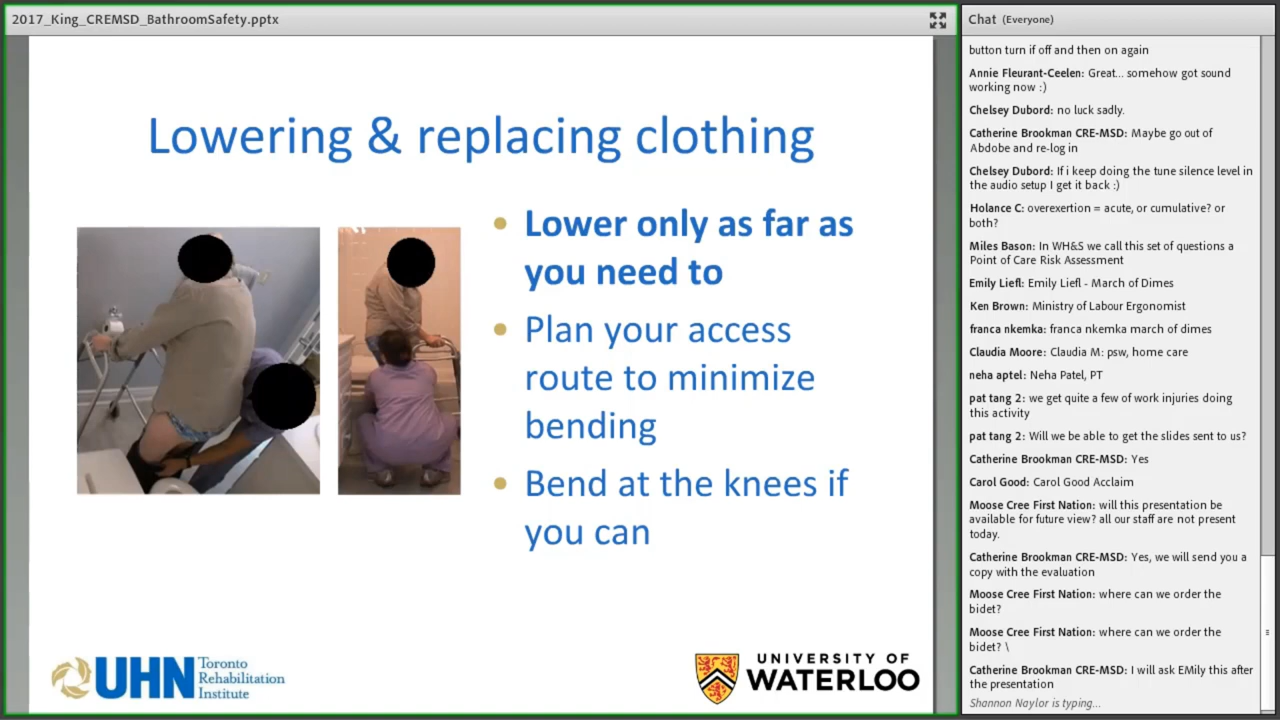 2017_King_CREMSD_BathroomSafety.pptx
Lowering & replacing clothing
• Lower only as far as
you need to
• Plan your access
route to minimize
bending
• Bend at the knees if
you can
UHN Toronto
Rehabilitation
Institute
UNIVERSITY OF
WATERLOO
Chat (Everyone)
button turn if off and then on again
Annie Fleurant-Ceelen: Great... somehow got sound
working now :)
Chelsey Dubord: no luck sadly.
Catherine Brookman CRE-MSD: Maybe go out of
Abdobe and re-log in
Chelsey Dubord: If i keep doing the tune silence level in
the audio setup I get it back :)
Holance C: overexertion = acute, or cumulative? or
both?
Miles Bason: In WH&S we call this set of questions a
Point of Care Risk Assessment
Emily Liefl: Emily Liefl - March of Dimes
Ken Brown: Ministry of Labour Ergonomist
franca nkemka: franca nkemka march of dimes
Claudia Moore: Claudia M: psw, home care
neha aptel: Neha Patel, PT
pat tang 2: we get quite a few of work injuries doing
this activity
pat tang 2: Will we be able to get the slides sent to us?
Catherine Brookman CRE-MSD: Yes
Carol Good: Carol Good Acclaim
Moose Cree First Nation: will this presentation be
available for future view? all our staff are not present
today.
Catherine Brookman CRE-MSD: Yes, we will send you a
copy with the evaluation
Moose Cree First Nation: where can we order the
bidet?
Moose Cree First Nation: where can we order the
bidet? \
Catherine Brookman CRE-MSD: I will ask EMily this after
the presentation
Shannon Naylor is typing...